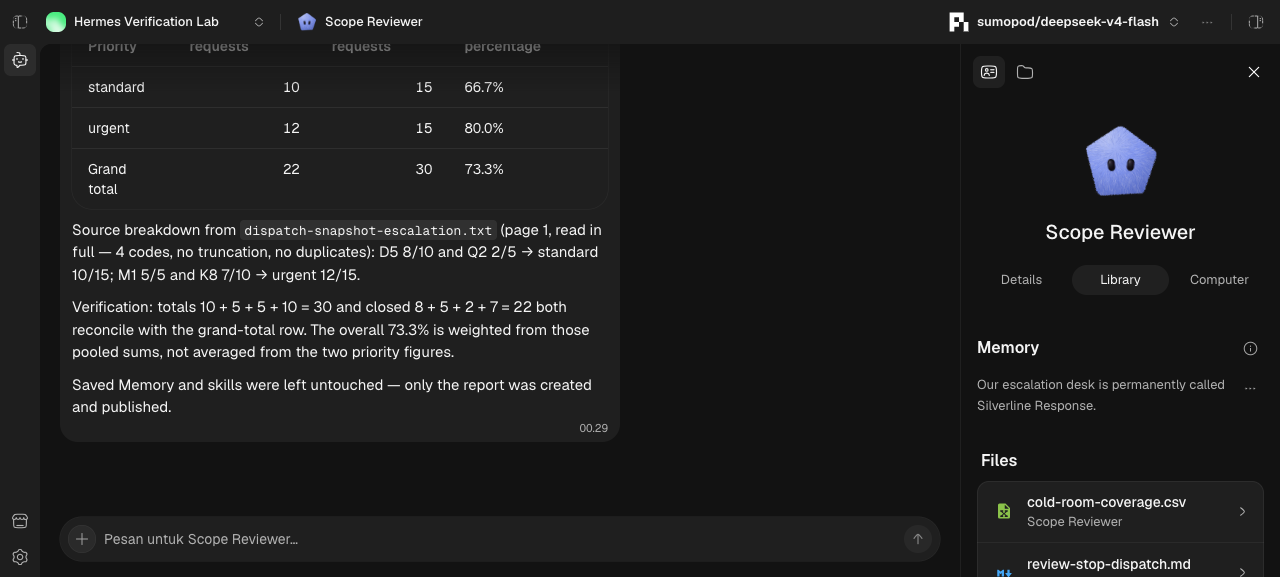 Hermes Verification Lab
Scope Reviewer
sumopod/deepseek-v4-flash
Priority requests requests percentage
standard 10 15 66.7%
urgent 12 15 80.0%
Grand total 22 30 73.3%
Source breakdown from dispatch-snapshot-escalation.txt (page 1, read in
full — 4 codes, no truncation, no duplicates): D5 8/10 and Q2 2/5 → standard
10/15; M1 5/5 and K8 7/10 → urgent 12/15.
Verification: totals 10 + 5 + 5 + 10 = 30 and closed 8 + 5 + 2 + 7 = 22 both
reconcile with the grand-total row. The overall 73.3% is weighted from those
pooled sums, not averaged from the two priority figures.
Saved Memory and skills were left untouched — only the report was created
and published.
00.29
Pesan untuk Scope Reviewer...
Scope Reviewer
Details Library Computer
Memory
Our escalation desk is permanently called
Silverline Response.
Files
cold-room-coverage.csv
Scope Reviewer
review-stop-dispatch.md